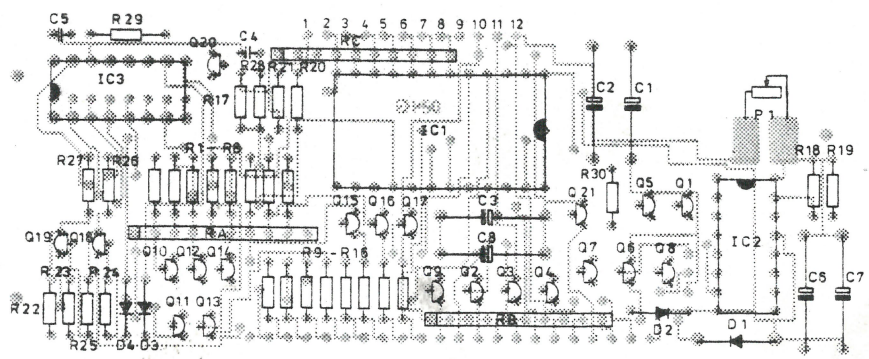 C5
R29
Q20
C4
1 2 3 4 5 6 7 8 9 10 11 12
RC
IC3
R28
R21
R20
R17
IC1
C2
C1
P1
R27
R26
R1-R8
R30
R18
R19
Q15
Q16
Q17
C3
Q21
Q5
Q1
RA
Q19
Q18
IC2
Q10
Q12
Q14
R9-R16
C8
Q7
Q6
Q8
R23
R24
Q9
Q2
Q3
Q4
C6
C7
R22
R25
D4
D3
Q11
Q13
RB
D2
D1